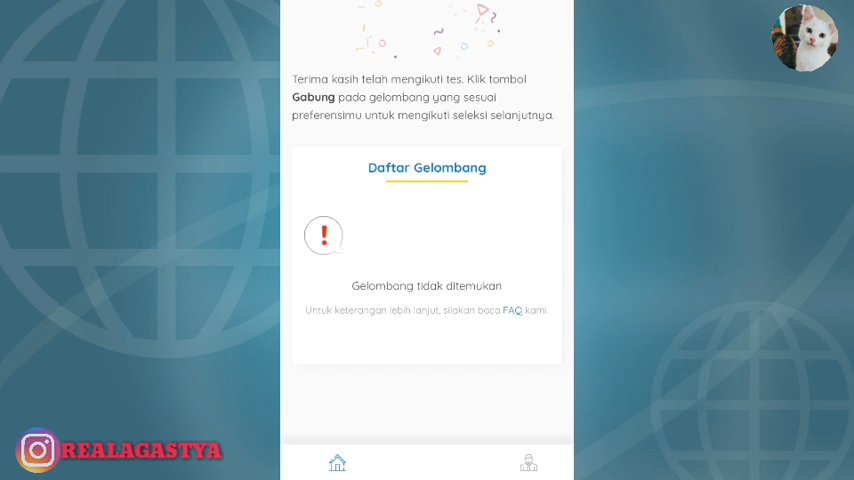 Terima kasih telah mengikuti tes. Klik tombol
Gabung pada gelombang yang sesuai
preferensimu untuk mengikuti seleksi selanjutnya.
Daftar Gelombang
!
Gelombang tidak ditemukan
Untuk keterangan lebih lanjut, silakan baca FAQ kami.
REALAGASTYA